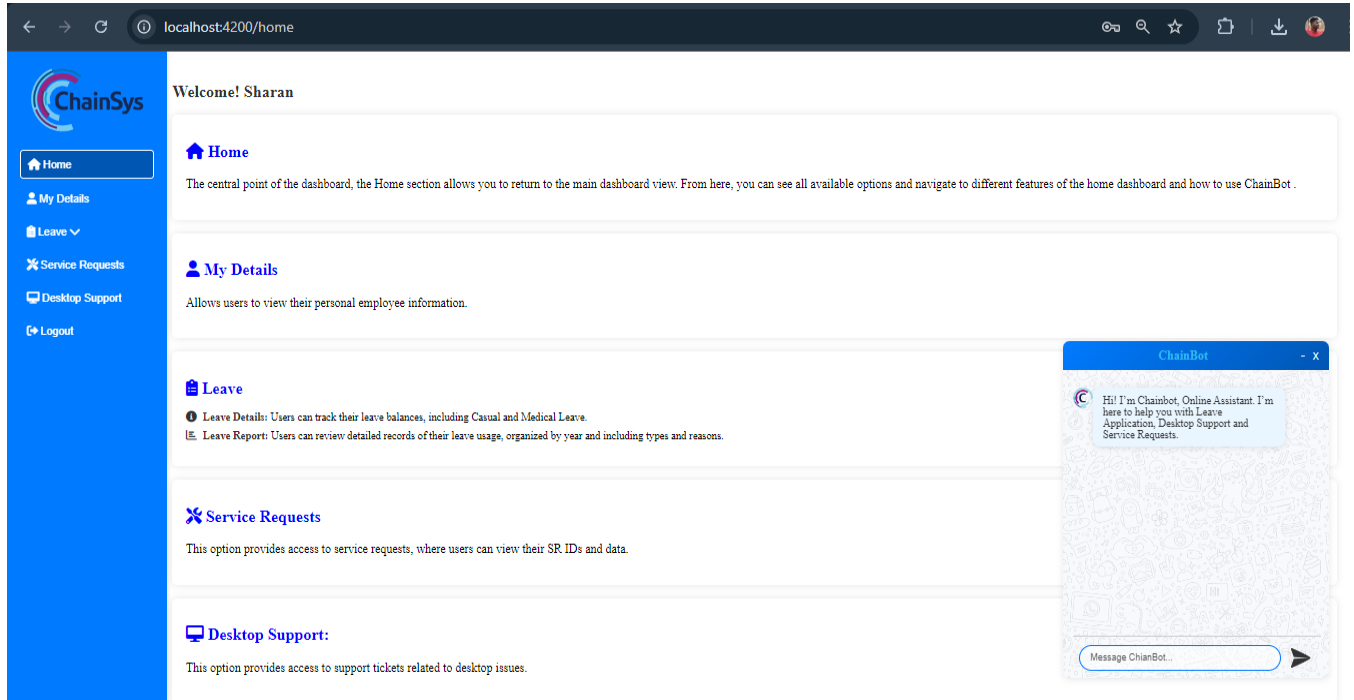 localhost:4200/home
ChainSys
Home
My Details
Leave
Service Requests
Desktop Support
Logout
Welcome! Sharan
Home
The central point of the dashboard, the Home section allows you to return to the main dashboard view. From here, you can see all available options and navigate to different features of the home dashboard and how to use ChainBot .
My Details
Allows users to view their personal employee information.
Leave
Leave Details: Users can track their leave balances, including Casual and Medical Leave.
Leave Report: Users can review detailed records of their leave usage, organized by year and including types and reasons.
Service Requests
This option provides access to service requests, where users can view their SR IDs and data.
Desktop Support:
This option provides access to support tickets related to desktop issues.
ChainBot
- X
C
Hi! I'm Chainbot, Online Assistant. I'm
here to help you with Leave
Application, Desktop Support and
Service Requests.
Message ChianBot...